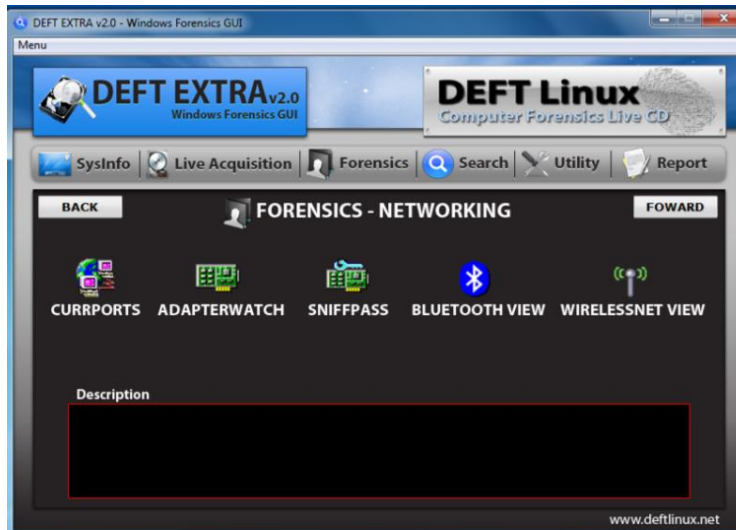 DEFT EXTRA v2.0 - Windows Forensics GUI
Menu
DEFT EXTRA v2.0
Windows Forensics GUI
DEFT Linux
Computer Forensics Live CD
SysInfo Live Acquisition Forensics Search Utility Report
BACK FORENSICS - NETWORKING FOWARD
CURRPORTS ADAPTERWATCH SNIFFPASS BLUETOOTH VIEW WIRELESSNET VIEW
Description
www.deftlinux.net